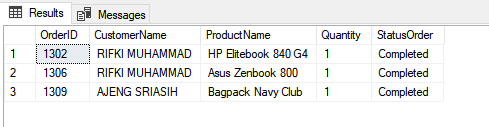 Results Messages
OrderID CustomerName ProductName Quantity StatusOrder
1 1302 RIFKI MUHAMMAD HP Elitebook 840 G4 1 Completed
2 1306 RIFKI MUHAMMAD Asus Zenbook 800 1 Completed
3 1309 AJENG SRIASIH Bagpack Navy Club 1 Completed